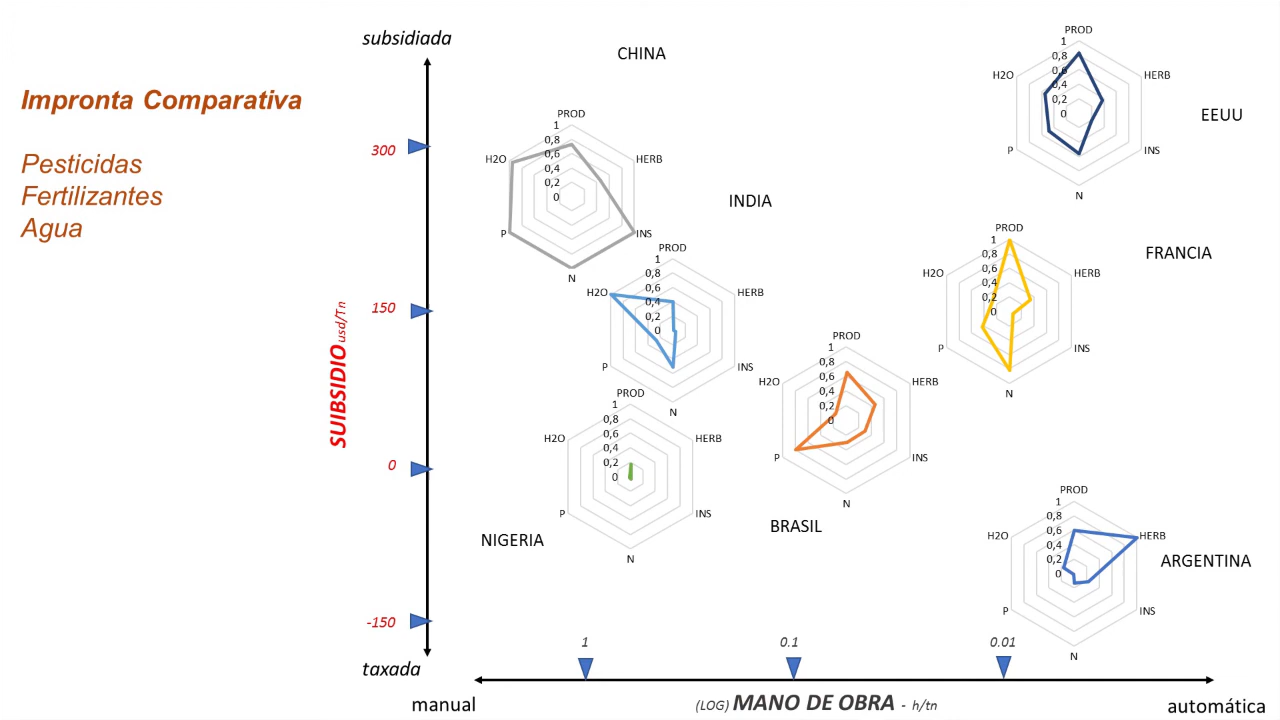 subsidiada
Impronta Comparativa
Pesticidas
Fertilizantes
Agua
300
150
0
-150
SUIBSIDIO usd/Tn
taxada
CHINA
PROD
1
0,8
0,6
0,4
0,2
0
H2O
HERB
P
INS
N
INDIA
PROD
1
0,8
0,6
0,4
0,2
0
H2O
HERB
P
INS
N
NIGERIA
PROD
1
0,8
0,6
0,4
0,2
0
H2O
HERB
P
INS
N
BRASIL
PROD
1
0,8
0,6
0,4
0,2
0
H2O
HERB
P
INS
N
EEUU
PROD
1
0,8
0,6
0,4
0,2
0
H2O
HERB
P
INS
N
FRANCIA
PROD
1
0,8
0,6
0,4
0,2
0
H2O
HERB
P
INS
N
ARGENTINA
PROD
1
0,8
0,6
0,4
0,2
0
H2O
HERB
P
INS
N
1
0.1
0.01
manual
(LOG) MANO DE OBRA - h/tn
automática